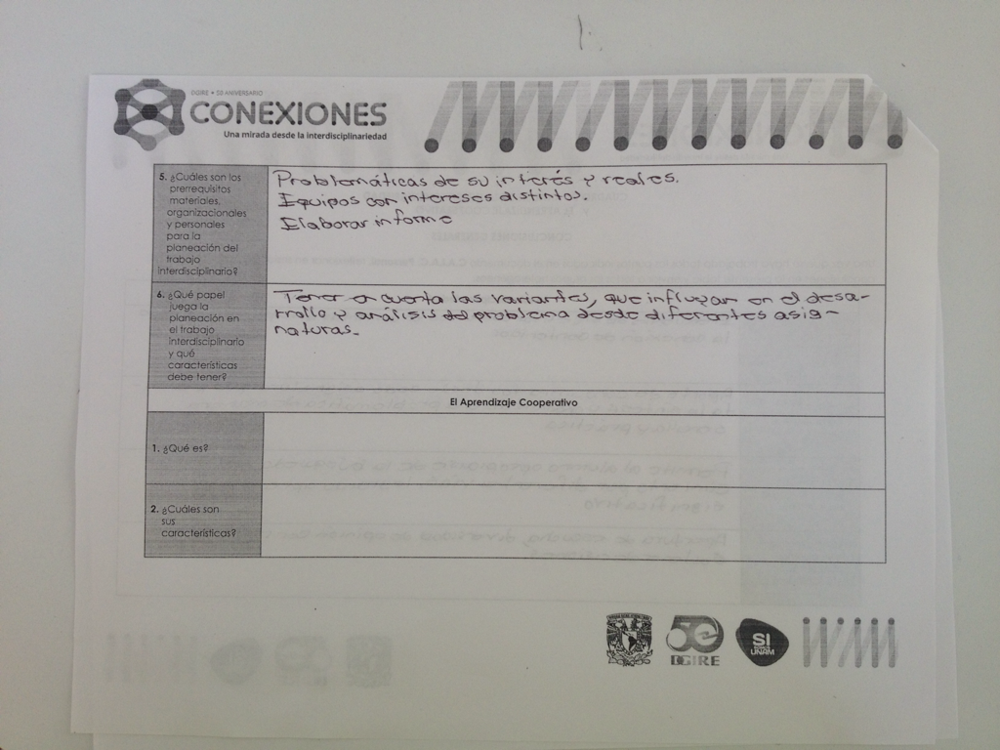 DGIRE • 50 ANIVERSARIO
CONEXIONES
Una mirada desde la interdisciplinariedad
5. ¿Cuáles son los
prerrequisitos
materiales,
organizacionales
y personales
para la
planeación del
trabajo
interdisciplinario?
Problemáticas de su interés y reales.
Equipos con intereses distintos.
Elaborar informe
6. ¿Qué papel
juega la
planeación en
el trabajo
interdisciplinario
y qué
características
debe tener?
Tener en cuenta las variantes, que influyan en el desa-
rrollo y análisis del problema desde diferentes asig-
naturas.
El Aprendizaje Cooperativo
1. ¿Qué es?
2. ¿Cuáles son
sus
características?
50
DGIRE
SI
UNAM